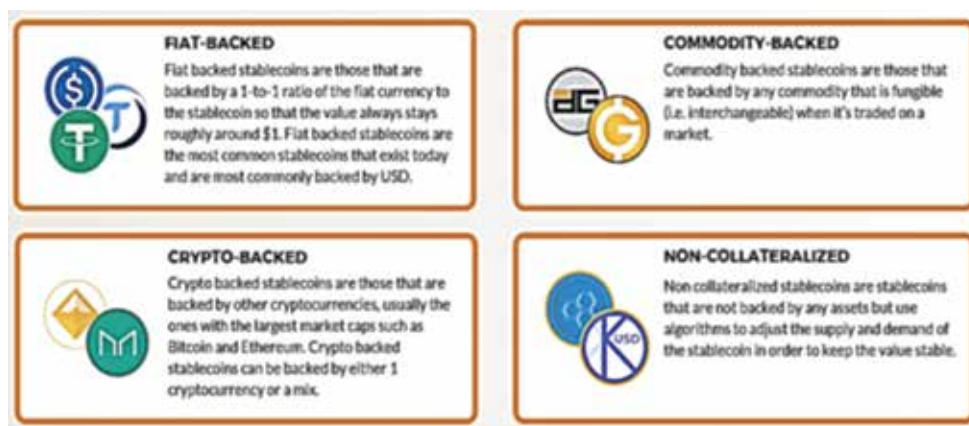 FIAT-BACKED
Fiat backed stablecoins are those that are
backed by a 1-to-1 ratio of the fiat currency to
the stablecoin so that the value always stays
roughly around $1. Fiat backed stablecoins are
the most common stablecoins that exist today
and are most commonly backed by USD.
COMMODITY-BACKED
Commodity backed stablecoins are those that
are backed by any commodity that is fungible
(i.e. interchangeable) when it's traded on a
market.
CRYPTO-BACKED
Crypto backed stablecoins are those that are
backed by other cryptocurrencies, usually the
ones with the largest market caps such as
Bitcoin and Ethereum. Crypto backed
stablecoins can be backed by either 1
cryptocurrency or a mix.
NON-COLLATERALIZED
Non collateralized stablecoins are stablecoins
that are not backed by any assets but use
algorithms to adjust the supply and demand of
the stablecoin in order to keep the value stable.
USD